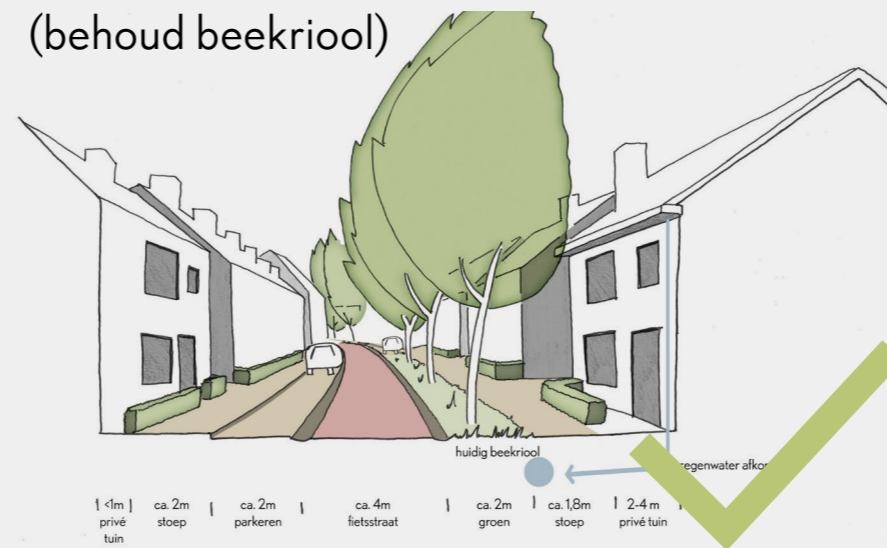 (behoud beekriool)
huidig beekriool
regenwater
<1m privé tuin
ca. 2m stoep
ca. 2m parkeren
ca. 4m fietsstraat
ca. 2m groen
ca. 1,8m stoep
2-4 m privé tuin